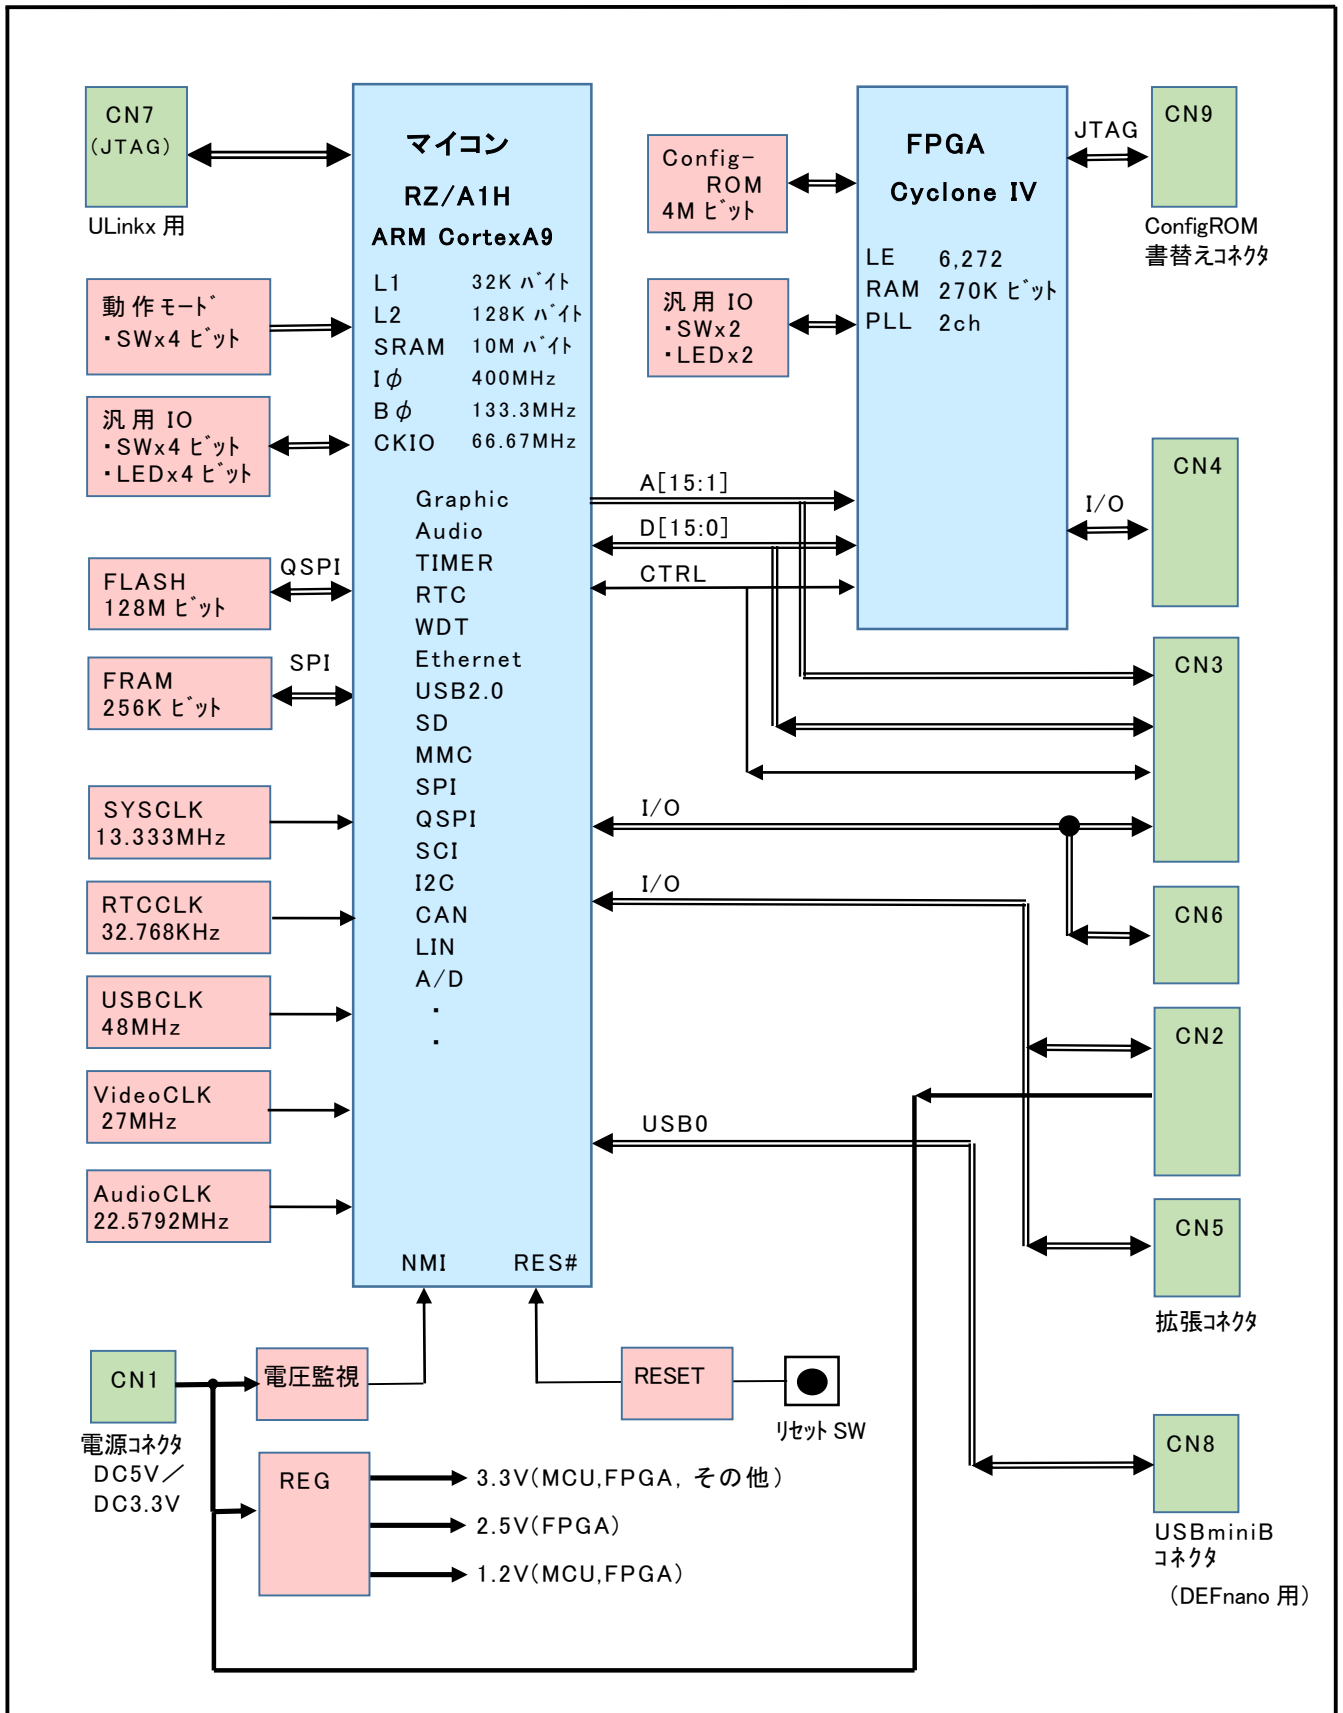 CN7
(JTAG)
ULinkx 用
動作モード
・SWx4 ビット
汎用 IO
・SWx4 ビット
・LEDx4 ビット
QSPI
FLASH
128M ビット
SPI
FRAM
256K ビット
SYSCLK
13.333MHz
RTCCLK
32.768KHz
USBCLK
48MHz
VideoCLK
27MHz
AudioCLK
22.5792MHz
マイコン
RZ/A1H
ARM CortexA9
L1 32K バイト
L2 128K バイト
SRAM 10M バイト
Iφ 400MHz
Bφ 133.3MHz
CKIO 66.67MHz
Graphic
Audio
TIMER
RTC
WDT
Ethernet
USB2.0
SD
MMC
SPI
QSPI
SCI
I2C
CAN
LIN
A/D
・
・
NMI RES#
Config-
ROM
4M ビット
汎用 IO
・SWx2
・LEDx2
FPGA
Cyclone IV
LE 6,272
RAM 270K ビット
PLL 2ch
JTAG
CN9
ConfigROM
書替えコネクタ
A[15:1]
D[15:0]
CTRL
I/O
CN4
CN3
I/O
CN6
I/O
CN2
USB0
CN5
拡張コネクタ
CN1
電源コネクタ
DC5V／
DC3.3V
電圧監視
RESET
リセット SW
REG
3.3V(MCU,FPGA, その他)
2.5V(FPGA)
1.2V(MCU,FPGA)
CN8
USBminiB
コネクタ
(DEFnano 用)